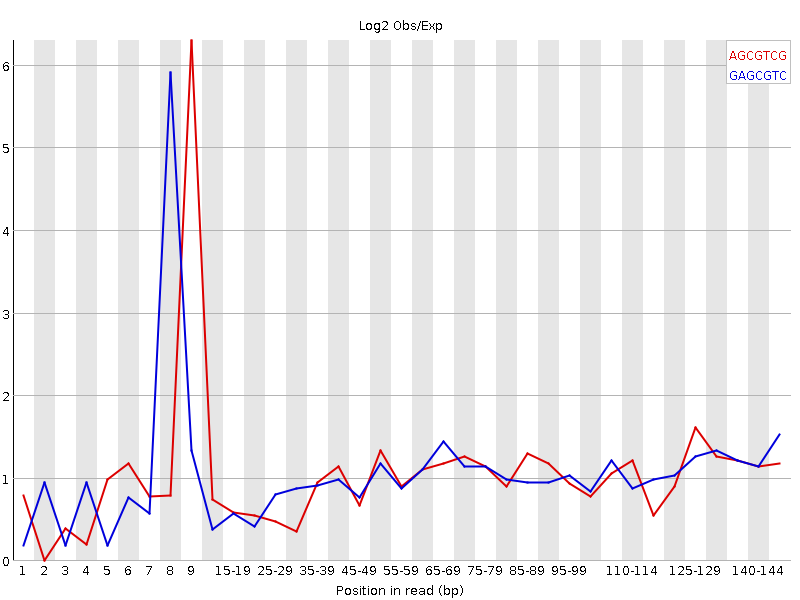 Log2 Obs/Exp
AGCGTCG
GAGCGTC
6
5
4
3
2
1
0
1 2 3 4 5 6 7 8 9 15-19 25-29 35-39 45-49 55-59 65-69 75-79 85-89 95-99 110-114 125-129 140-144
Position in read (bp)